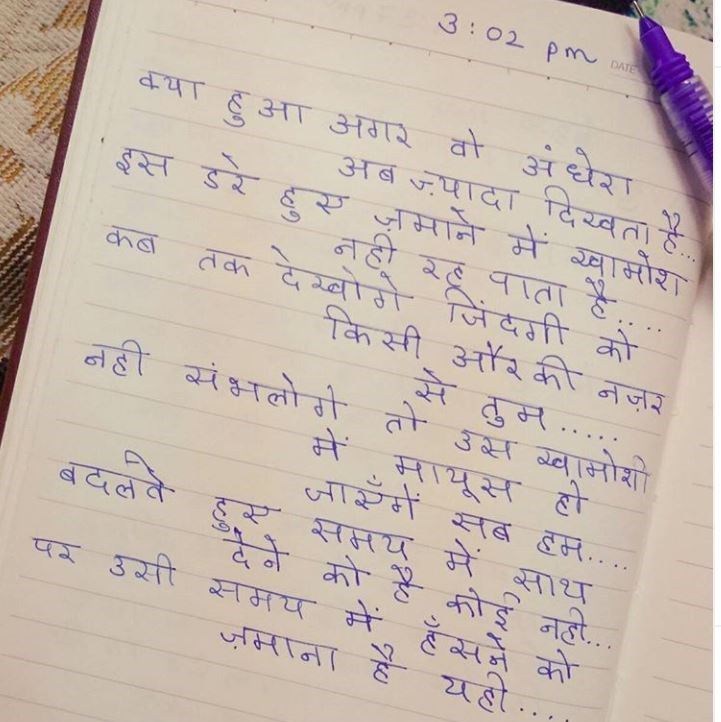 3:02 pm
DATE
क्या हुआ अगर वो अंधेरा
अब ज़्यादा दिखता है...
इस डरे हुए ज़माने में खामोश
नही रह पाता है....
कब तक देखोगे जिंदगी को
किसी और की नज़र
से तुम.....
नही संभलोगे तो उस खामोशी
में मायूस हो
जाएँगें सब हम....
बदलते हुए समय में साथ
देने को है कोई नही...
पर उसी समय में हँसने को
ज़माना है यही....